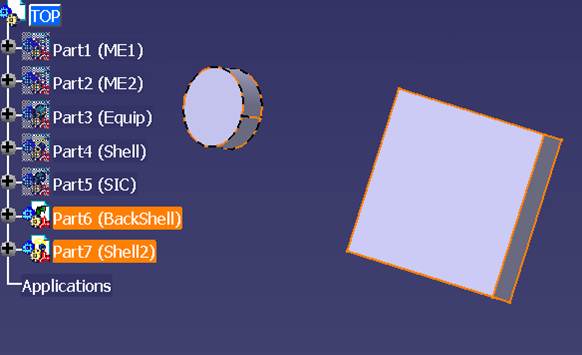 TOP
Part1 (ME1)
Part2 (ME2)
Part3 (Equip)
Part4 (Shell)
Part5 (SIC)
Part6 (BackShell)
Part7 (Shell2)
Applications